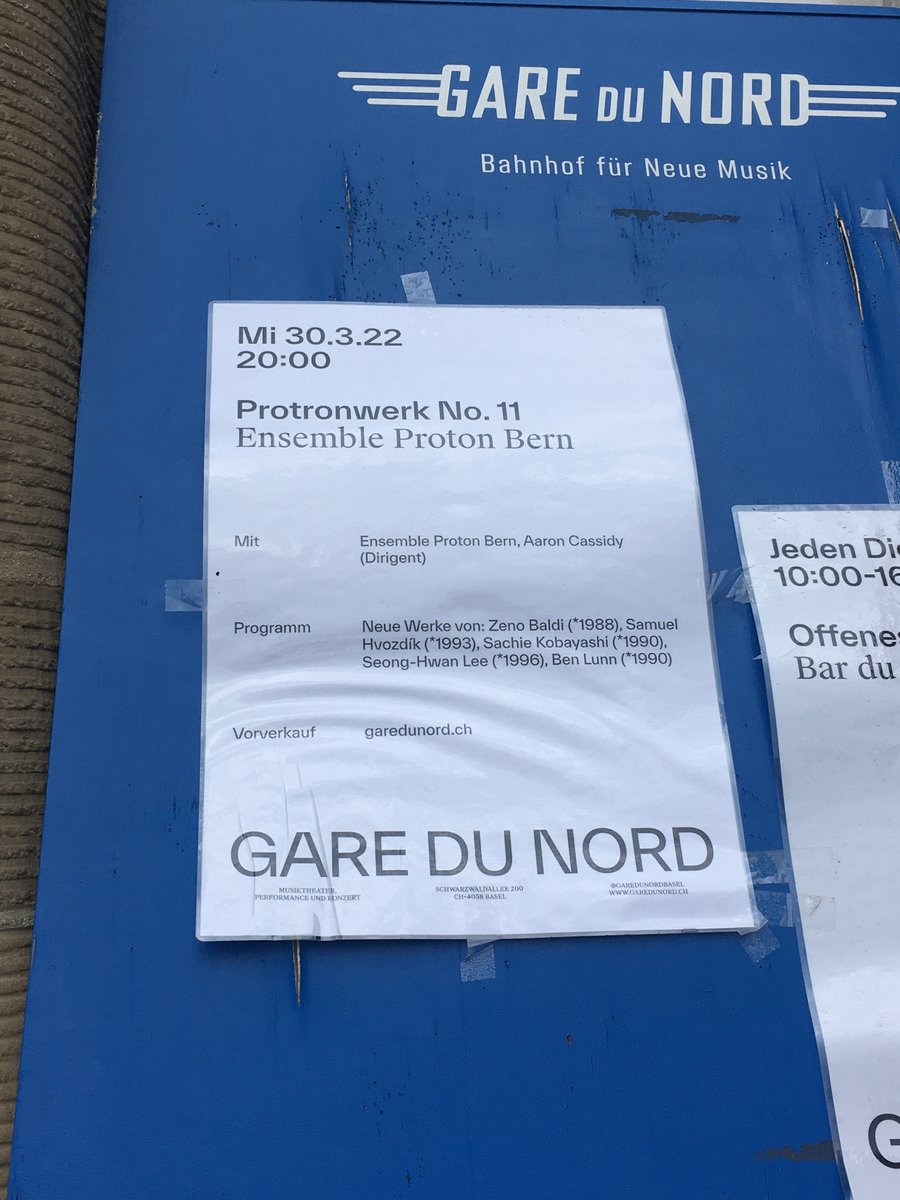 GARE DU NORD
Bahnhof für Neue Musik
Mi 30.3.22
20:00
Protronwerk No. 11
Ensemble Proton Bern
Mit
Ensemble Proton Bern, Aaron Cassidy
(Dirigent)
Programm
Neue Werke von: Zeno Baldi (*1988), Samuel
Hvozdík (*1993), Sachie Kobayashi (*1990),
Seong-Hwan Lee (*1996), Ben Lunn (*1990)
Vorverkauf
garedunord.ch
GARE DU NORD
MUSIKTHEATER,
PERFORMANCE UND KONZERT
SCHWARZWALDALLEE 200
CH-4058 BASEL
@GAREDUNORDBASEL
WWW.GAREDUNORD.CH
Jeden Die
10:00-16
Offenes
Bar du
G